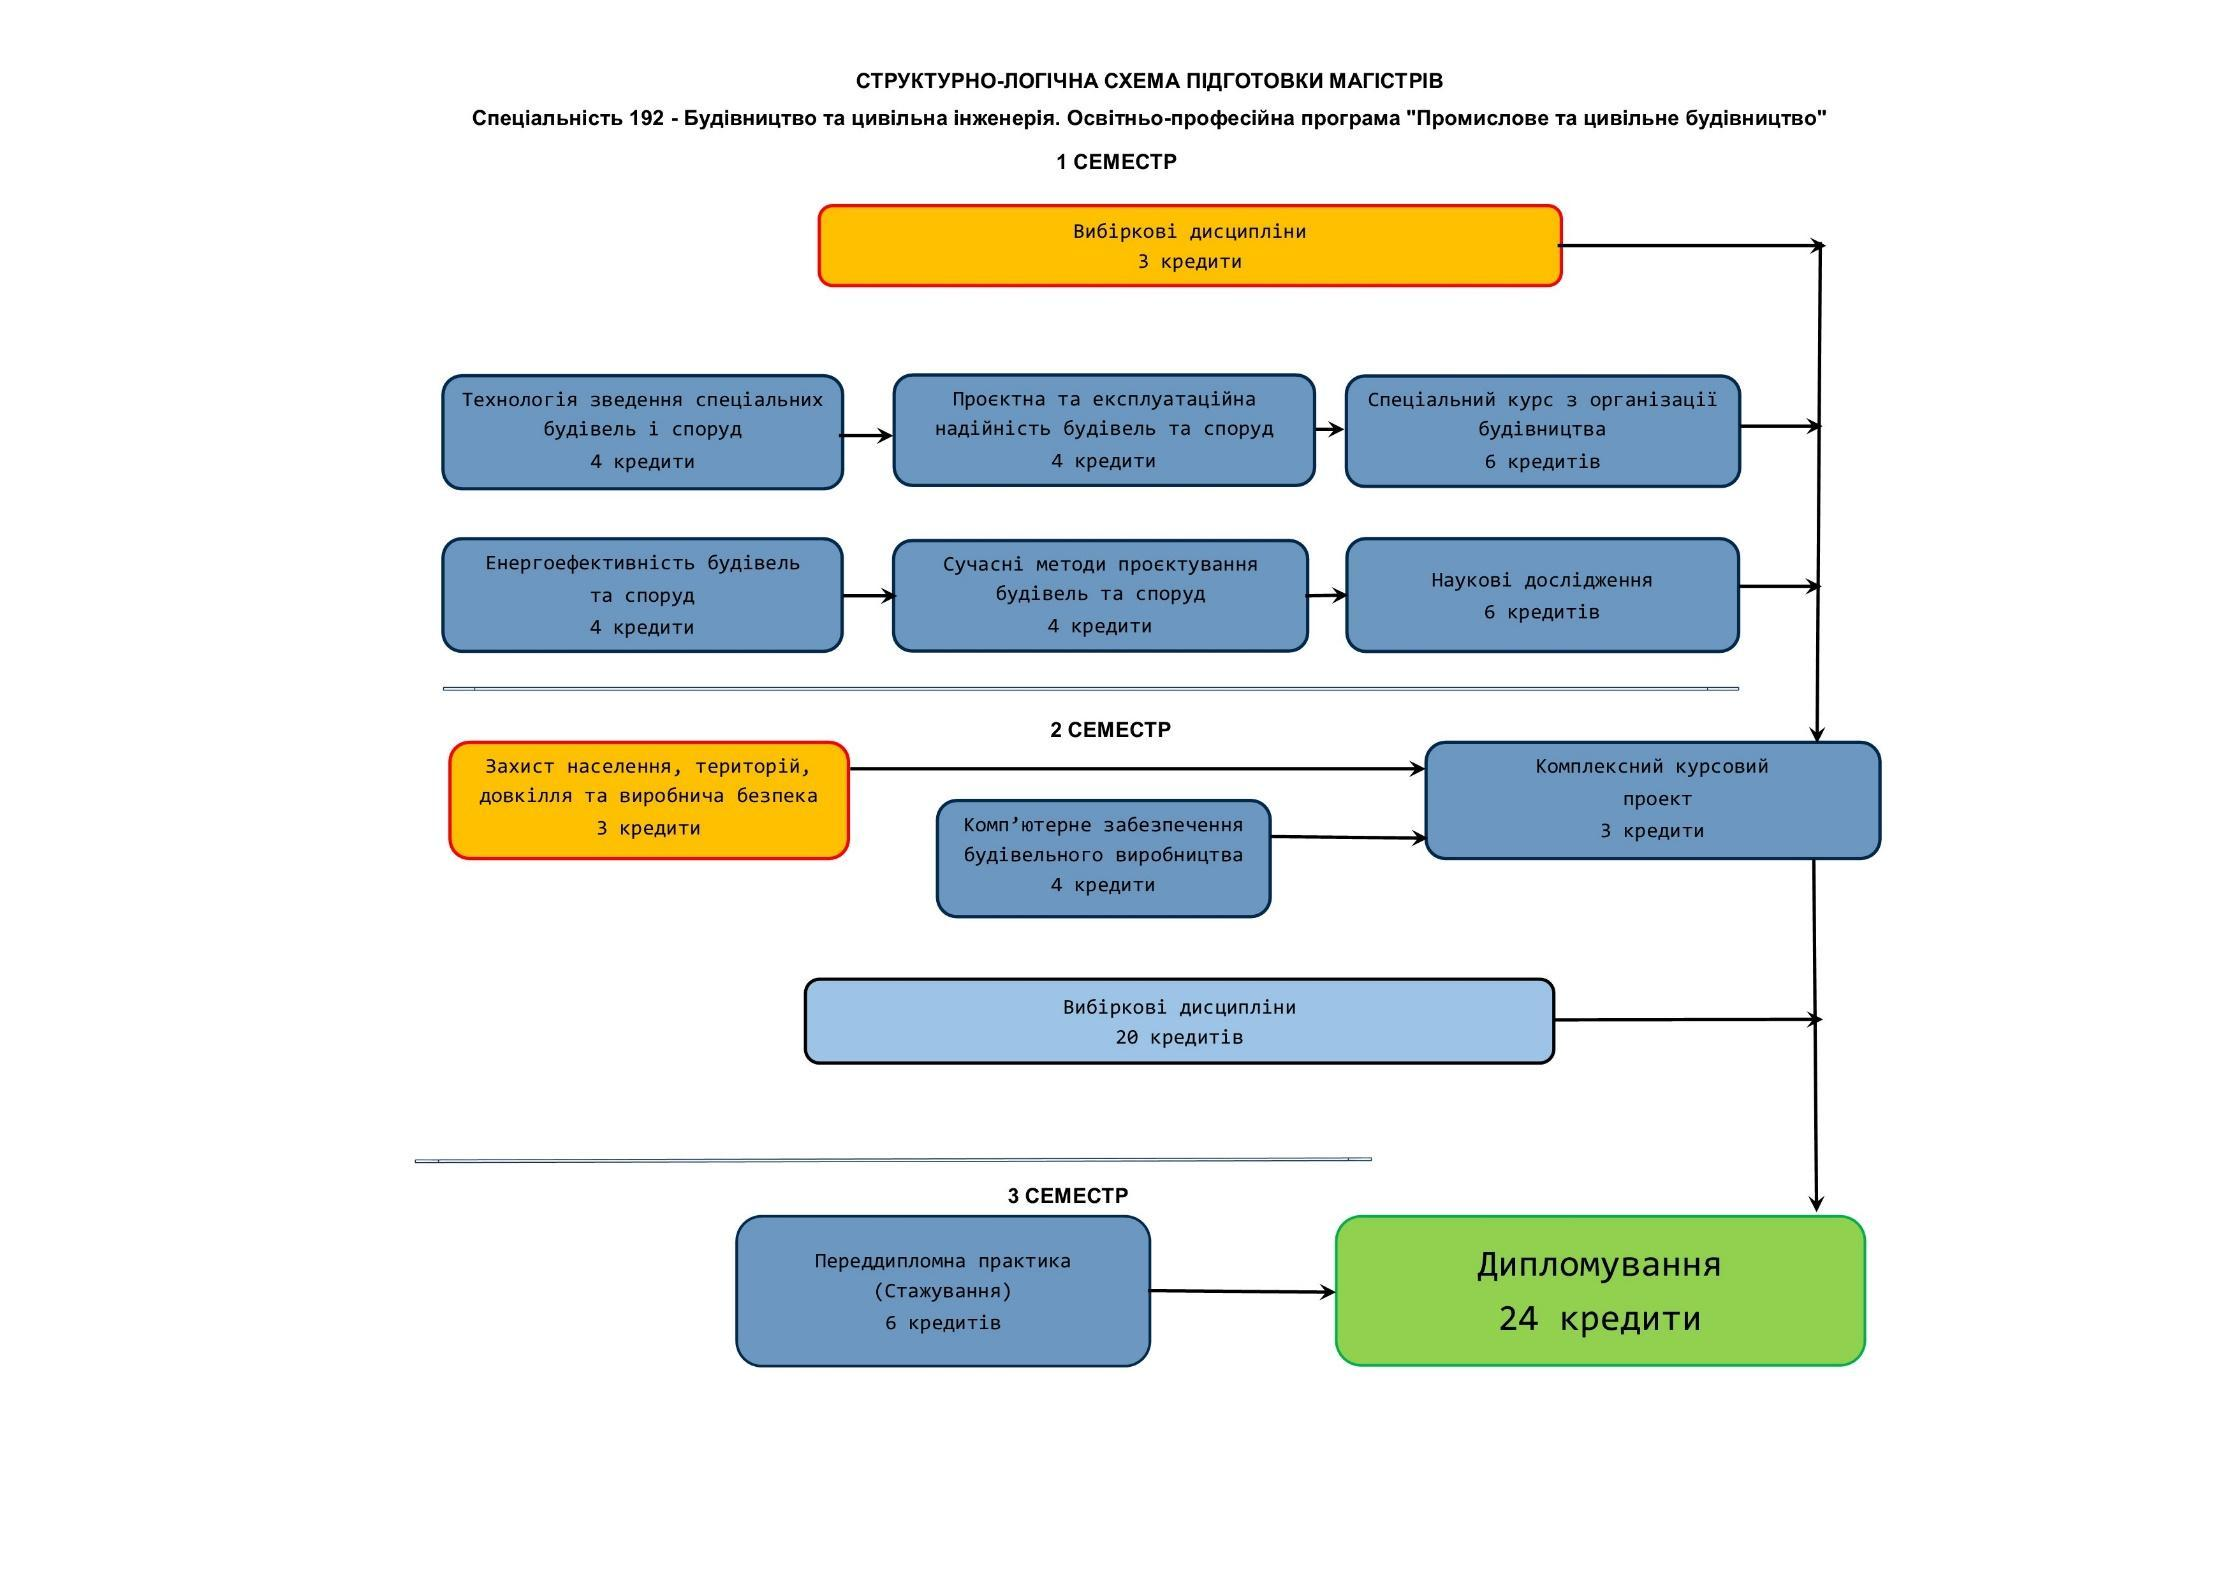 СТРУКТУРНО-ЛОГІЧНА СХЕМА ПІДГОТОВКИ МАГІСТРІВ
Спеціальність 192 - Будівництво та цивільна інженерія. Освітньо-професійна програма "Промислове та цивільне будівництво"
1 СЕМЕСТР
Вибіркові дисципліни
3 кредити
Технологія зведення спеціальних
будівель і споруд
4 кредити
Проєктна та експлуатаційна
надійність будівель та споруд
4 кредити
Спеціальний курс з організації
будівництва
6 кредитів
Енергоефективність будівель
та споруд
4 кредити
Сучасні методи проєктування
будівель та споруд
4 кредити
Наукові дослідження
6 кредитів
2 СЕМЕСТР
Захист населення, територій,
довкілля та виробнича безпека
3 кредити
Комп’ютерне забезпечення
будівельного виробництва
4 кредити
Комплексний курсовий
проект
3 кредити
Вибіркові дисципліни
20 кредитів
3 СЕМЕСТР
Переддипломна практика
(Стажування)
6 кредитів
Дипломування
24 кредити